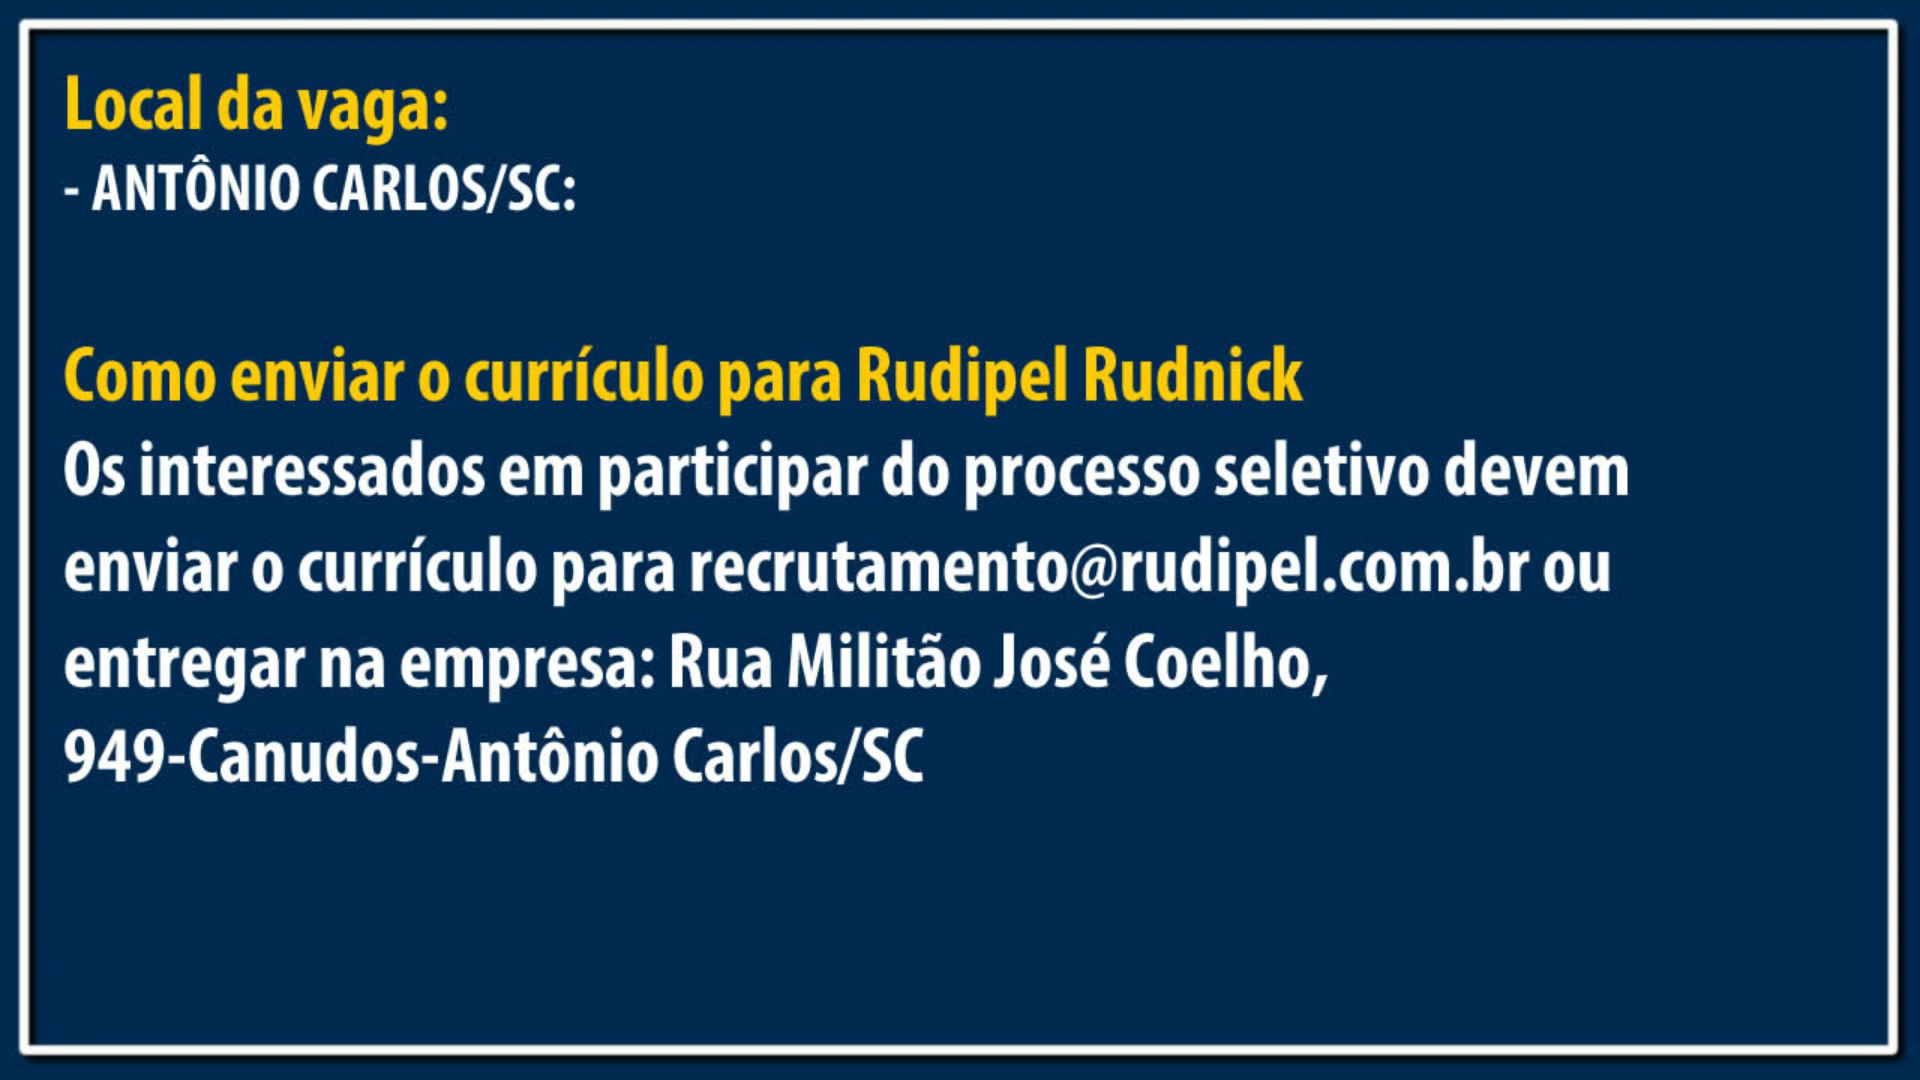 Local da vaga:
- ANTÔNIO CARLOS/SC:
Como enviar o currículo para Rudipel Rudnick
Os interessados em participar do processo seletivo devem
enviar o currículo para recrutamento@rudipel.com.br ou
entregar na empresa: Rua Militão José Coelho,
949-Canudos-Antônio Carlos/SC